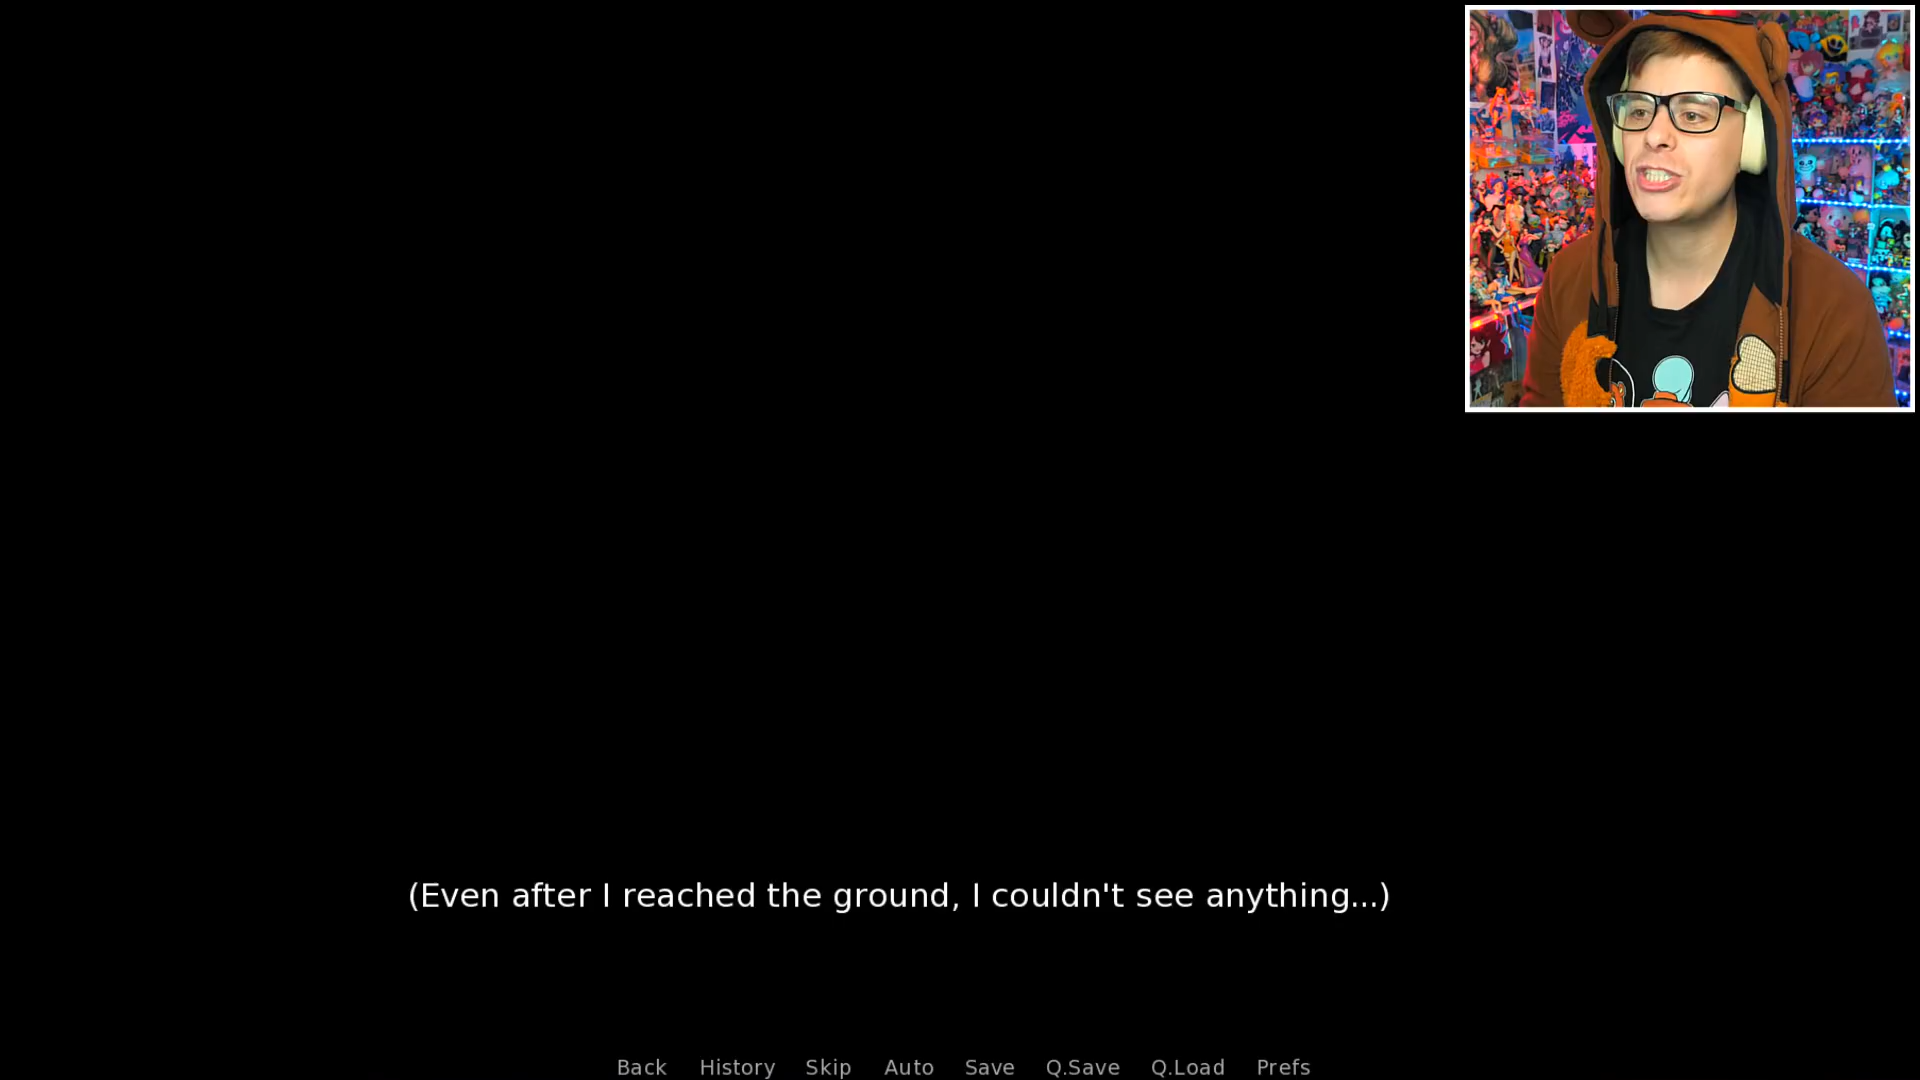 (Even after I reached the ground, I couldn't see anything...)
Back History Skip Auto Save Q.Save Q.Load Prefs